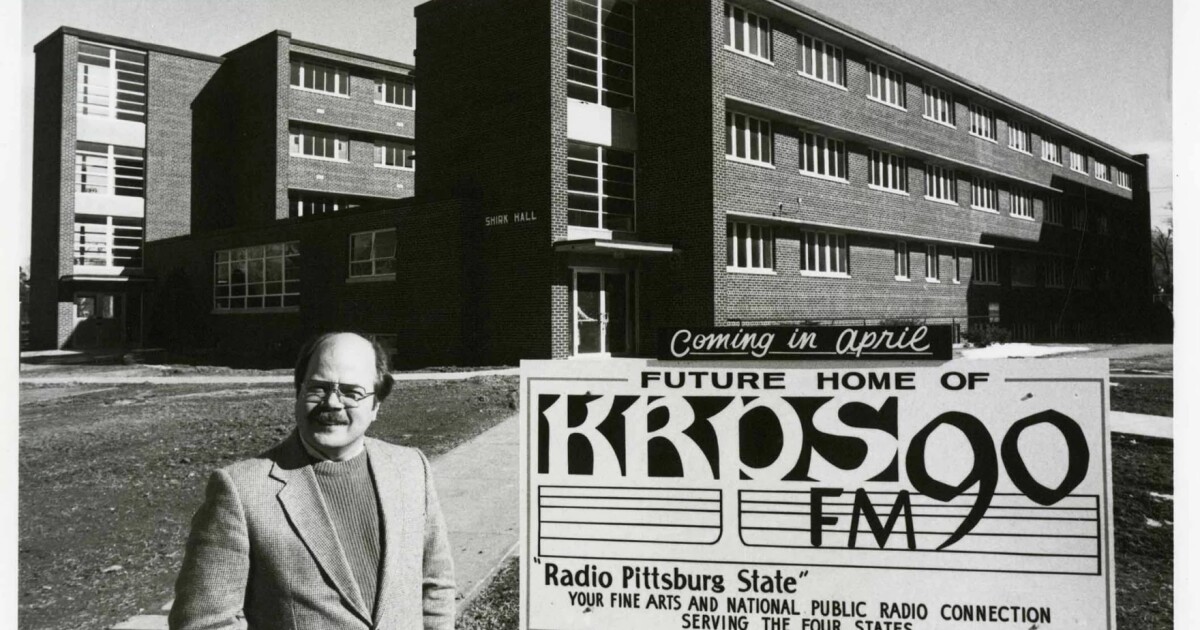 SHIRK HALL
Coming in April
FUTURE HOME OF
KRPS 90
FM
"Radio Pittsburg State"
YOUR FINE ARTS AND NATIONAL PUBLIC RADIO CONNECTION
SERVING THE FOUR STATES